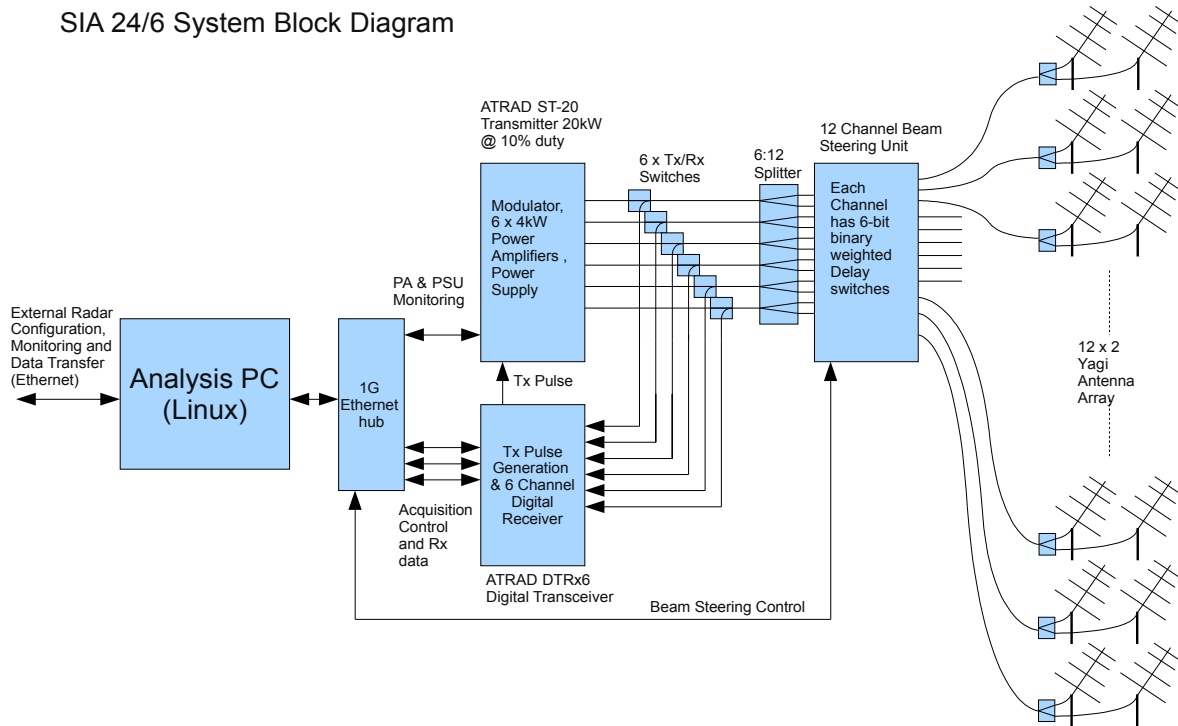 SIA 24/6 System Block Diagram
ATRAD ST-20
Transmitter 20kW
@ 10% duty
6 x Tx/Rx
Switches
6:12
Splitter
12 Channel Beam
Steering Unit
Modulator,
6 x 4kW
Power
Amplifiers ,
Power
Supply
Each
Channel
has 6-bit
binary
weighted
Delay
switches
PA & PSU
Monitoring
External Radar
Configuration,
Monitoring and
Data Transfer
(Ethernet)
Analysis PC
(Linux)
1G
Ethernet
hub
Tx Pulse
Tx Pulse
Generation
& 6 Channel
Digital
Receiver
Acquisition
Control
and Rx
data
ATRAD DTRx6
Digital Transceiver
Beam Steering Control
12 x 2
Yagi
Antenna
Array